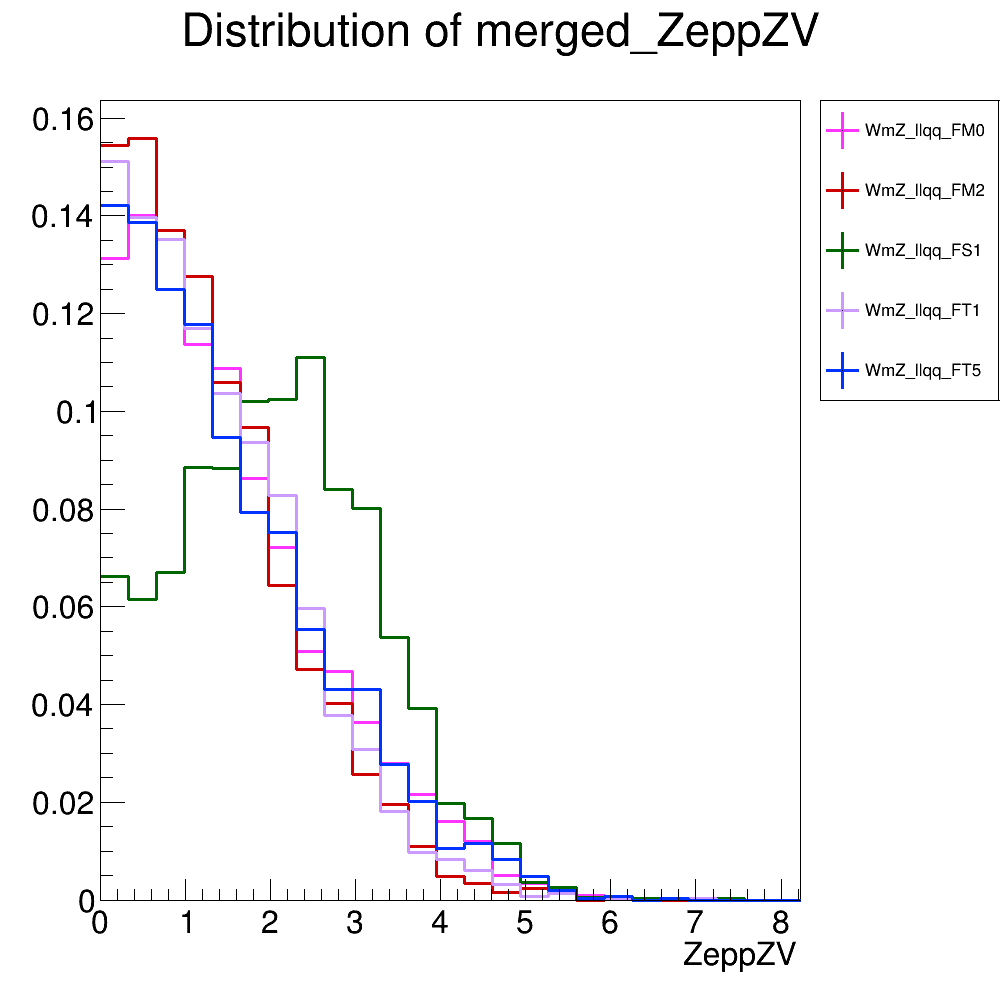 Distribution of merged_ZeppZV
0.16
0.14
0.12
0.1
0.08
0.06
0.04
0.02
0
0 1 2 3 4 5 6 7 8
ZeppZV
WmZ_llqq_FM0
WmZ_llqq_FM2
WmZ_llqq_FS1
WmZ_llqq_FT1
WmZ_llqq_FT5